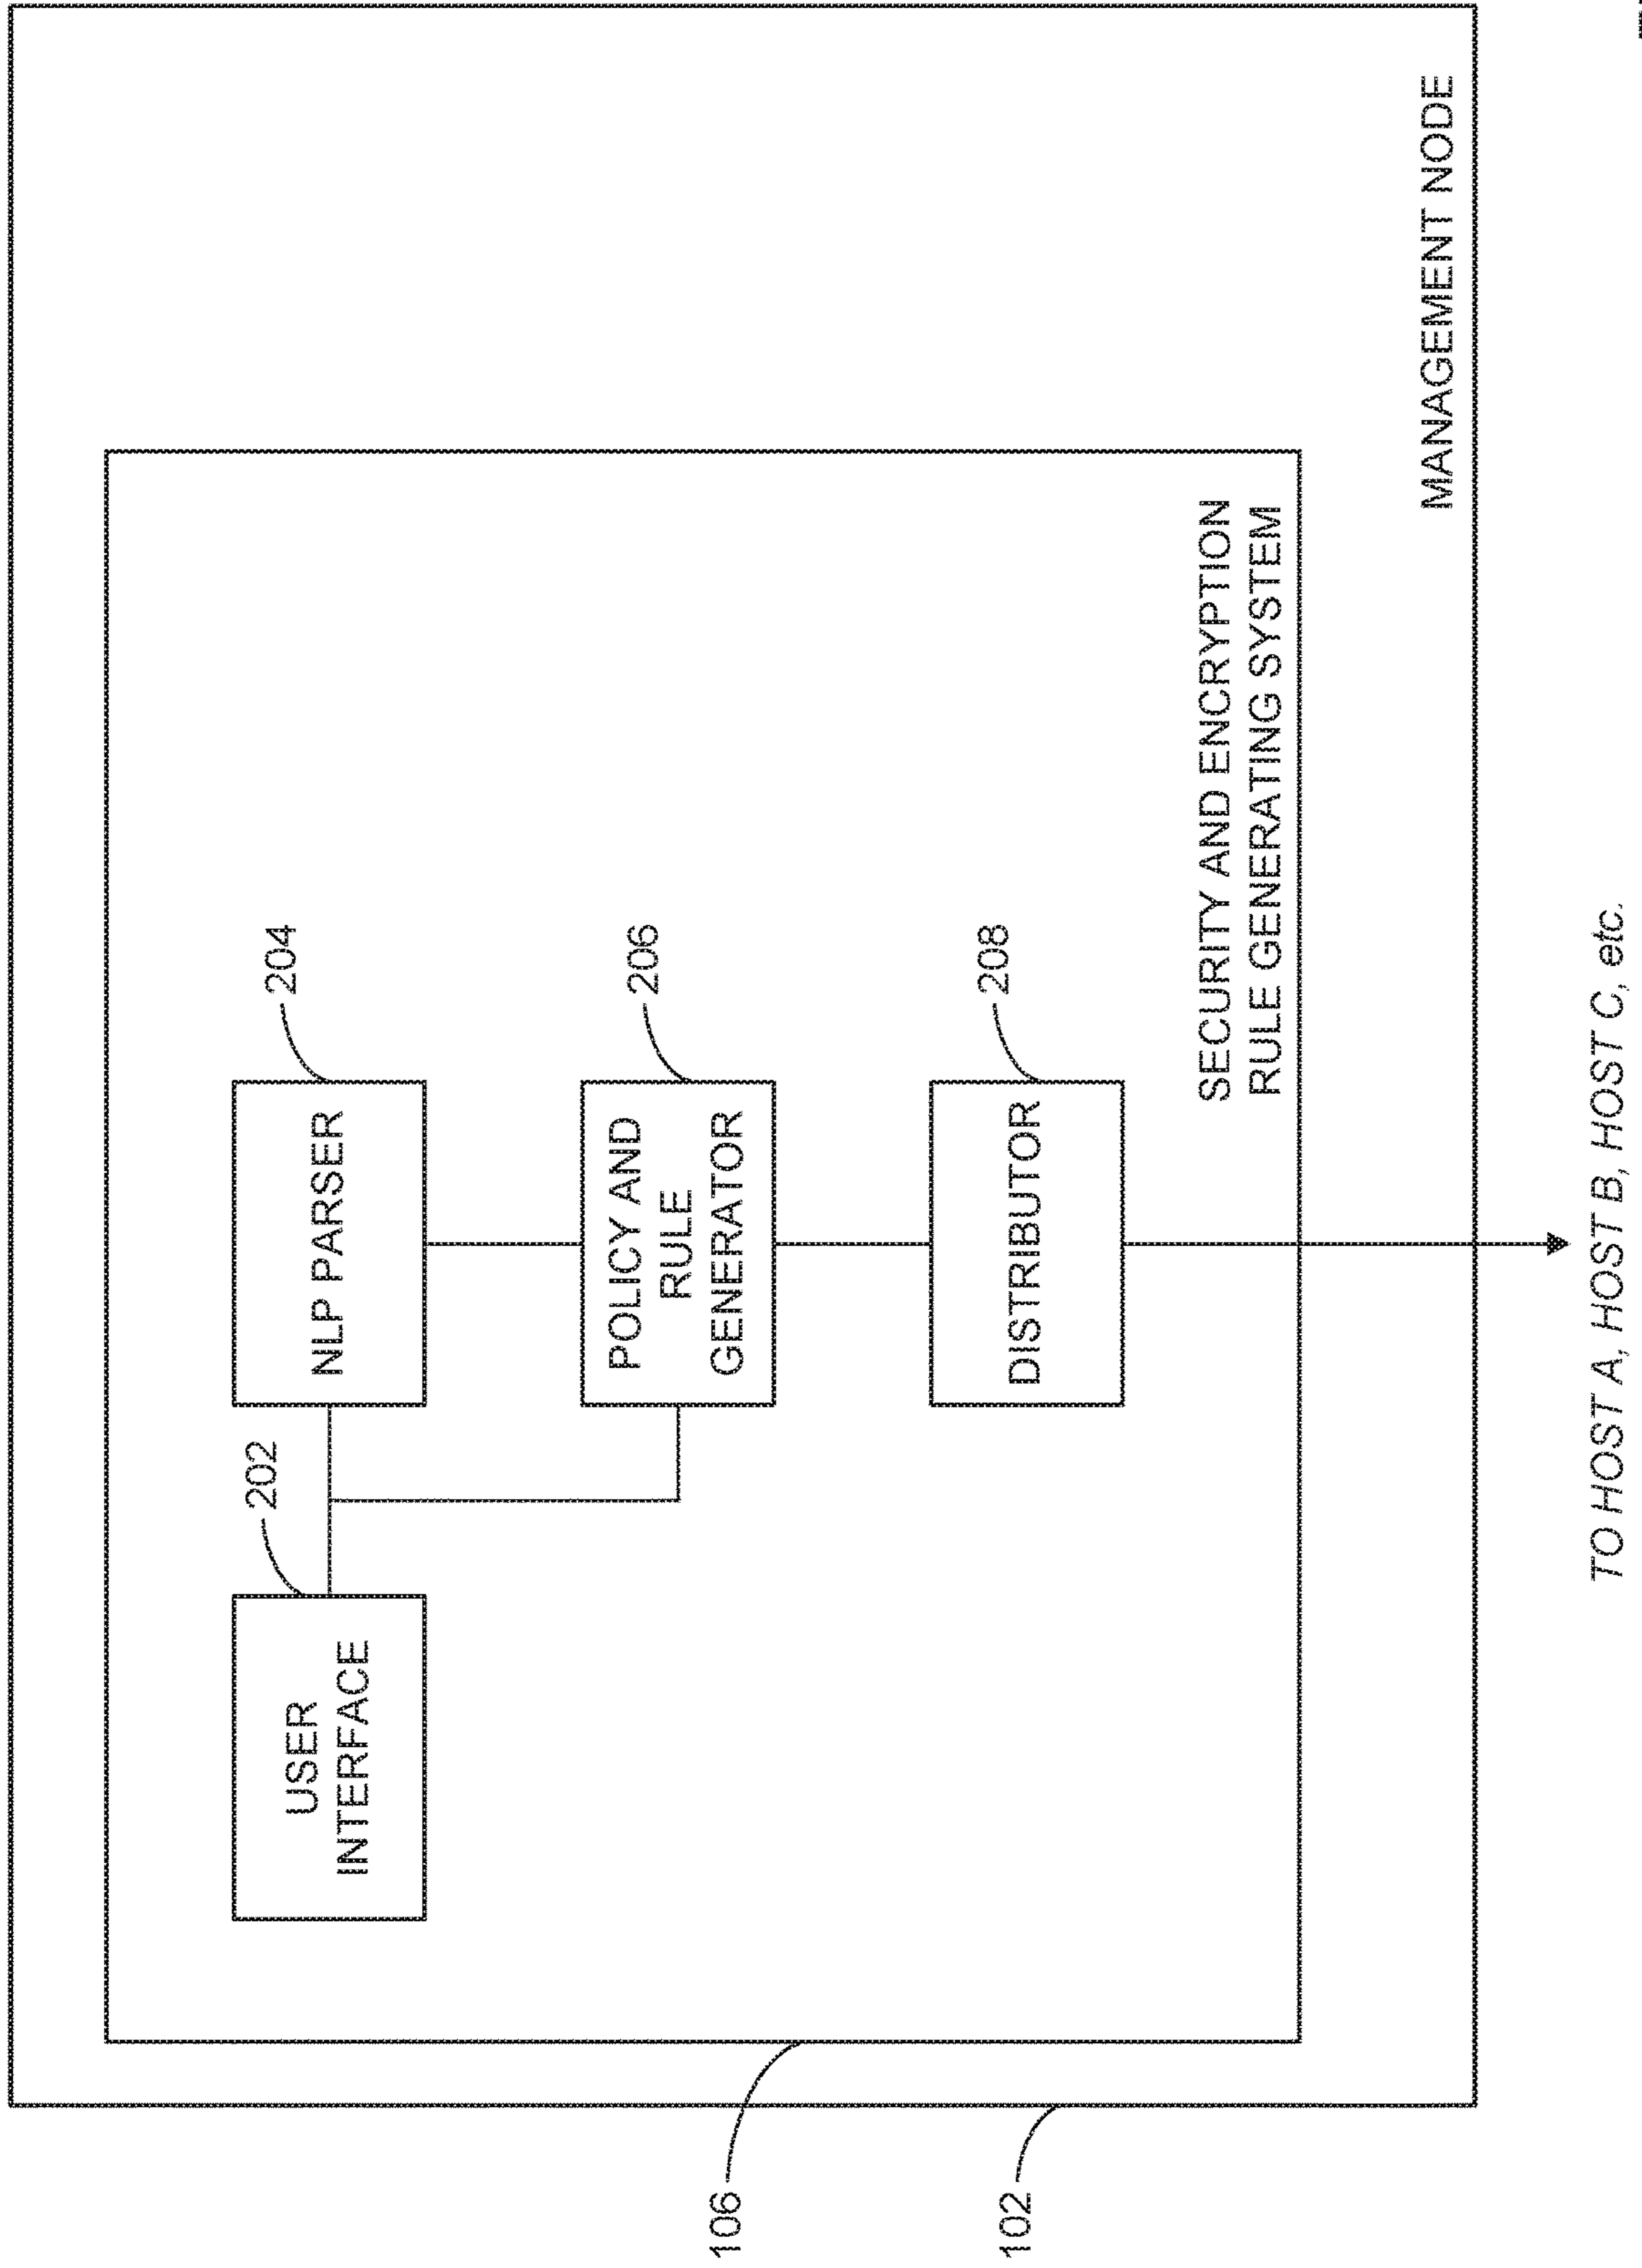 204
202
USER
INTERFACE
NLP PARSER
206
POLICY AND
RULE
GENERATOR
208
DISTRIBUTOR
SECURITY AND ENCRYPTION
RULE GENERATING SYSTEM
106
MANAGEMENT NODE
102
TO HOST A, HOST B, HOST C, etc.